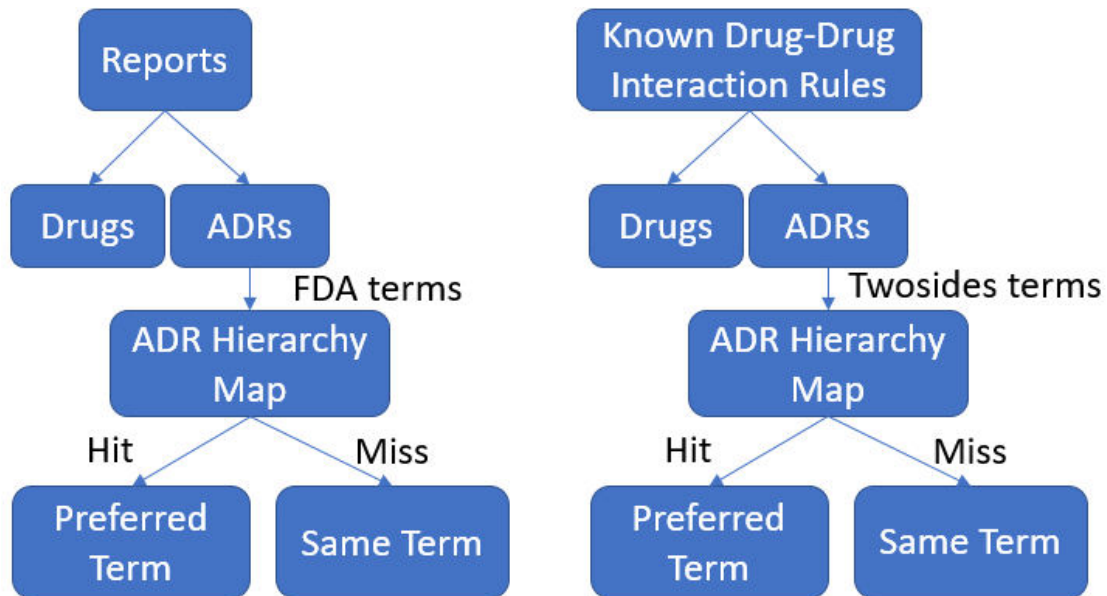 Reports
Drugs
ADRs
FDA terms
ADR Hierarchy
Map
Hit
Miss
Preferred
Term
Same Term
Known Drug-Drug
Interaction Rules
Drugs
ADRs
Twosides terms
ADR Hierarchy
Map
Hit
Miss
Preferred
Term
Same Term